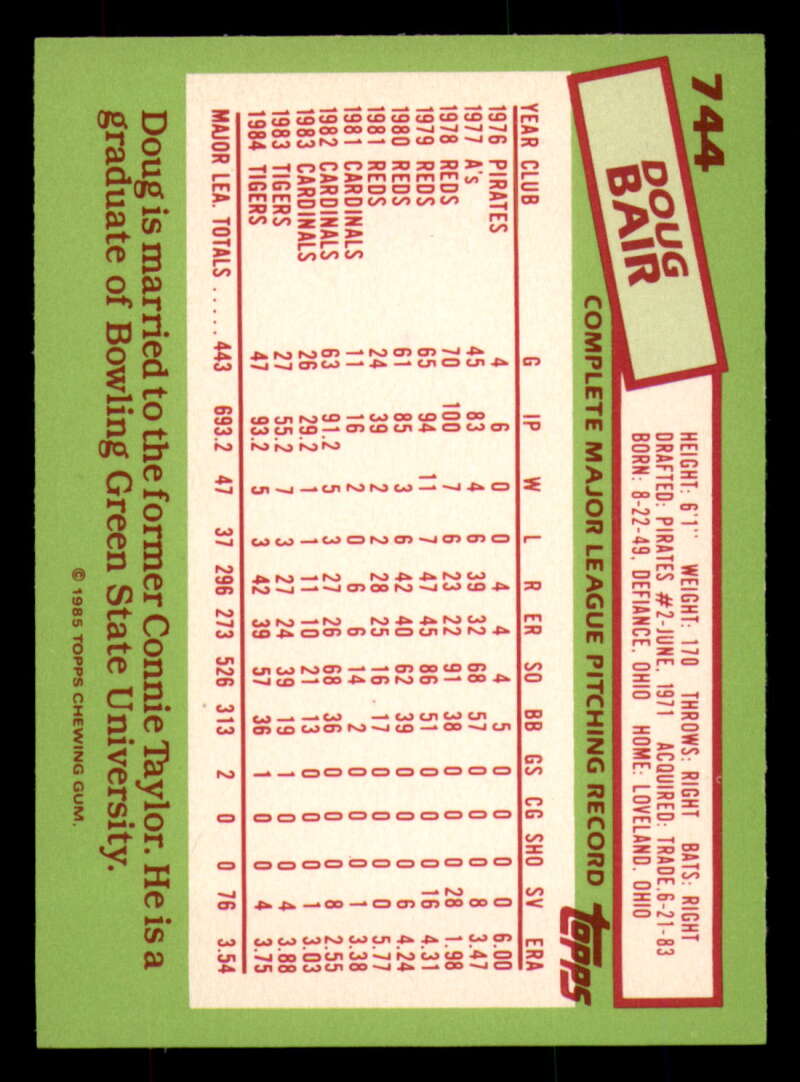 744
DOUG
BAIR
HEIGHT: 6'1" WEIGHT: 170 THROWS: RIGHT BATS: RIGHT
DRAFTED: PIRATES #2-JUNE, 1971 ACQUIRED: TRADE, 6-21-83
BORN: 8-22-49, DEFIANCE, OHIO HOME: LOVELAND, OHIO
COMPLETE MAJOR LEAGUE PITCHING RECORD
topps
YEAR CLUB G IP W L R ER SO BB GS CG SHO SV ERA
1976 PIRATES 4 6 0 0 4 4 4 5 0 0 0 0 6.00
1977 A's 45 83 4 6 39 32 68 57 0 0 0 8 3.47
1978 REDS 70 100 7 6 23 22 91 38 0 0 0 28 1.98
1979 REDS 65 94 11 7 47 45 86 51 0 0 0 16 4.31
1980 REDS 61 85 3 6 42 40 62 39 0 0 0 6 4.24
1981 REDS 24 39 2 2 28 25 16 17 0 0 0 0 5.77
1981 CARDINALS 11 16 2 0 6 6 14 2 0 0 0 1 3.38
1982 CARDINALS 63 91.2 5 3 27 26 68 36 0 0 0 8 2.55
1983 CARDINALS 26 29.2 1 1 11 10 21 13 0 0 0 1 3.03
1983 TIGERS 27 55.2 7 3 27 24 39 19 1 0 0 4 3.88
1984 TIGERS 47 93.2 5 3 42 39 57 36 1 0 0 4 3.75
MAJOR LEA. TOTALS ..... 443 693.2 47 37 296 273 526 313 2 0 0 76 3.54
Doug is married to the former Connie Taylor. He is a
graduate of Bowling Green State University.
© 1985 TOPPS CHEWING GUM.